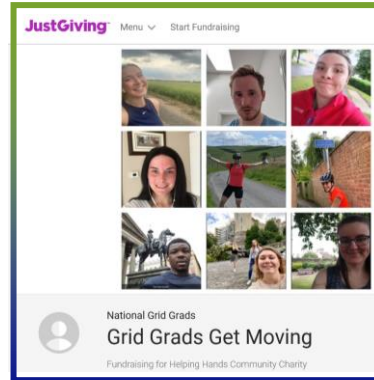 JustGiving
Menu Start Fundraising
National Grid Grads
Grid Grads Get Moving
Fundraising for Helping Hands Community Charity